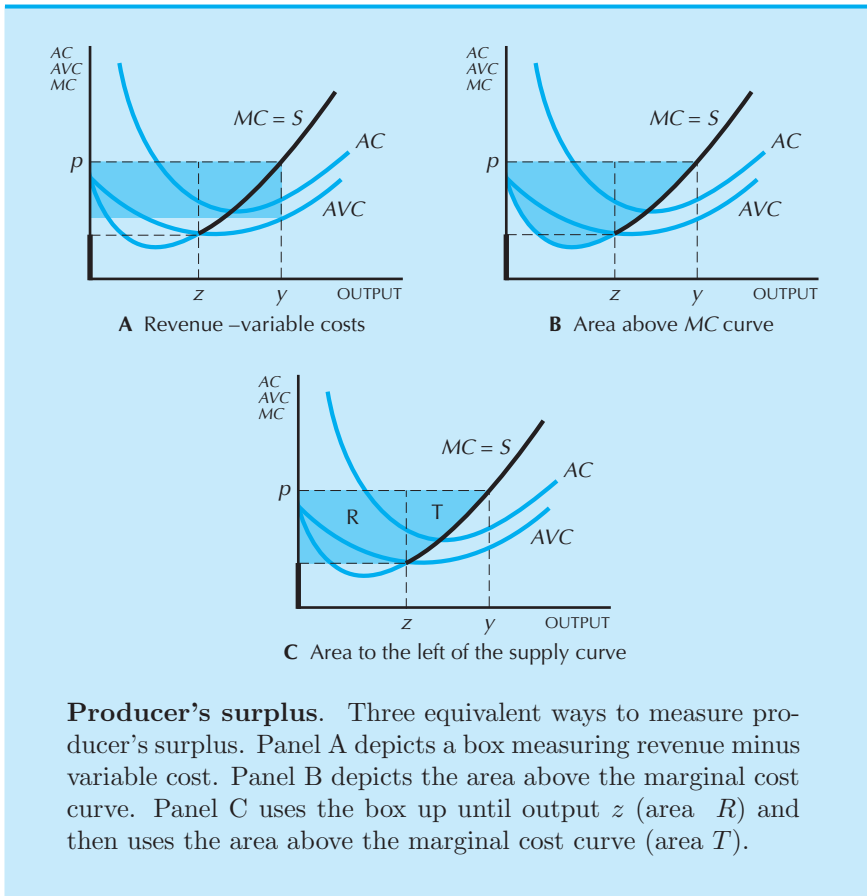 AC
AVC
MC
MC = S
AC
p
AVC
z y OUTPUT
A Revenue –variable costs
AC
AVC
MC
MC = S
AC
p
AVC
z y OUTPUT
B Area above MC curve
AC
AVC
MC
MC = S
AC
p
R T
AVC
z y OUTPUT
C Area to the left of the supply curve
Producer's surplus. Three equivalent ways to measure pro-
ducer's surplus. Panel A depicts a box measuring revenue minus
variable cost. Panel B depicts the area above the marginal cost
curve. Panel C uses the box up until output z (area R) and
then uses the area above the marginal cost curve (area T).